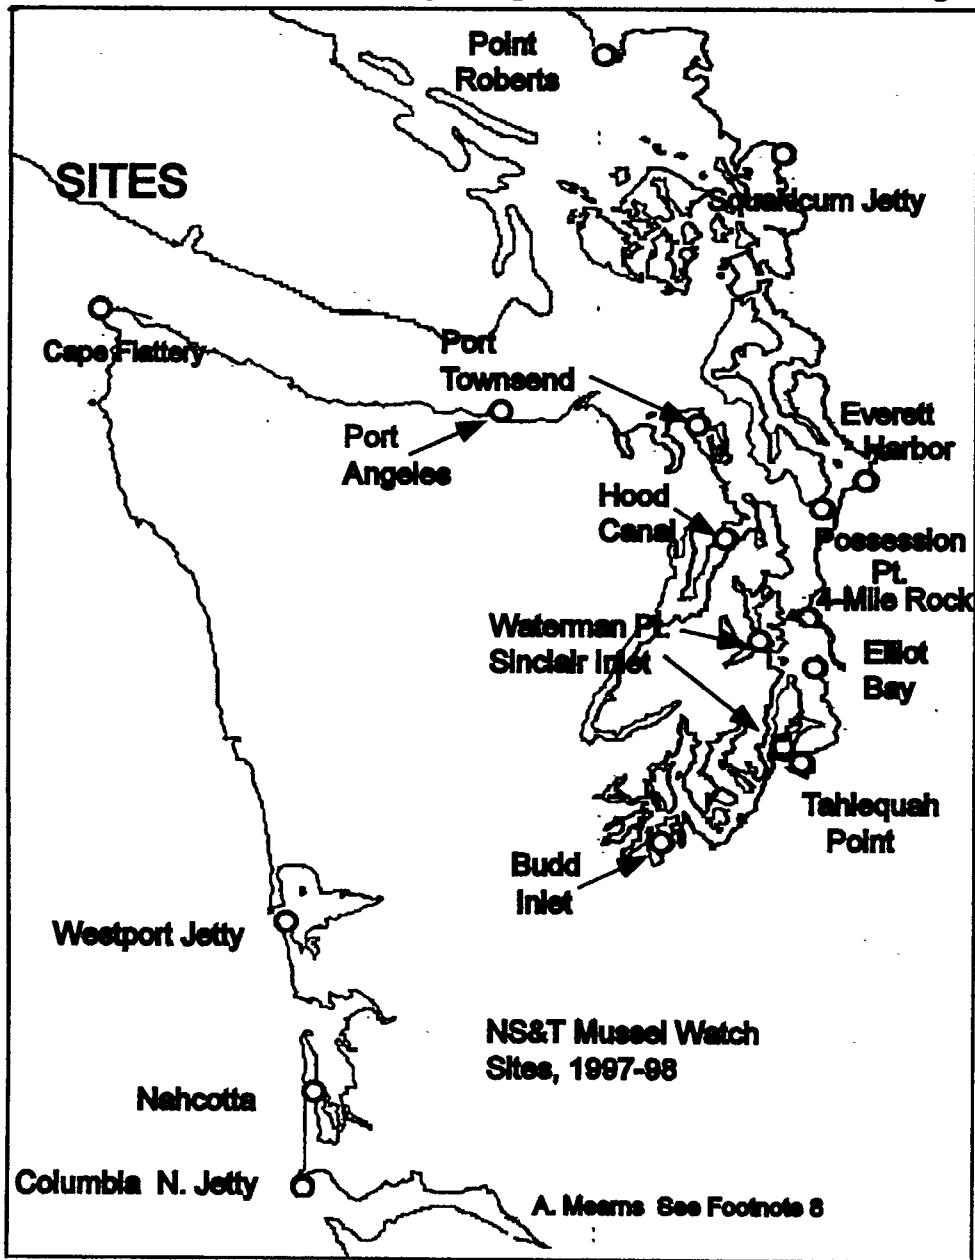 Point
Roberts
SITES
Squalicum Jetty
Cape Flattery
Port
Townsend
Port
Angeles
Everett
Harbor
Hood
Canal
Possession
Pt.
4-Mile Rock
Waterman Pt.
Sinclair Inlet
Elliot
Bay
Tahlequah
Point
Budd
Inlet
Westport Jetty
NS&T Mussel Watch
Sites, 1997-98
Nahcotta
Columbia N. Jetty
A. Mearns See Footnote 8